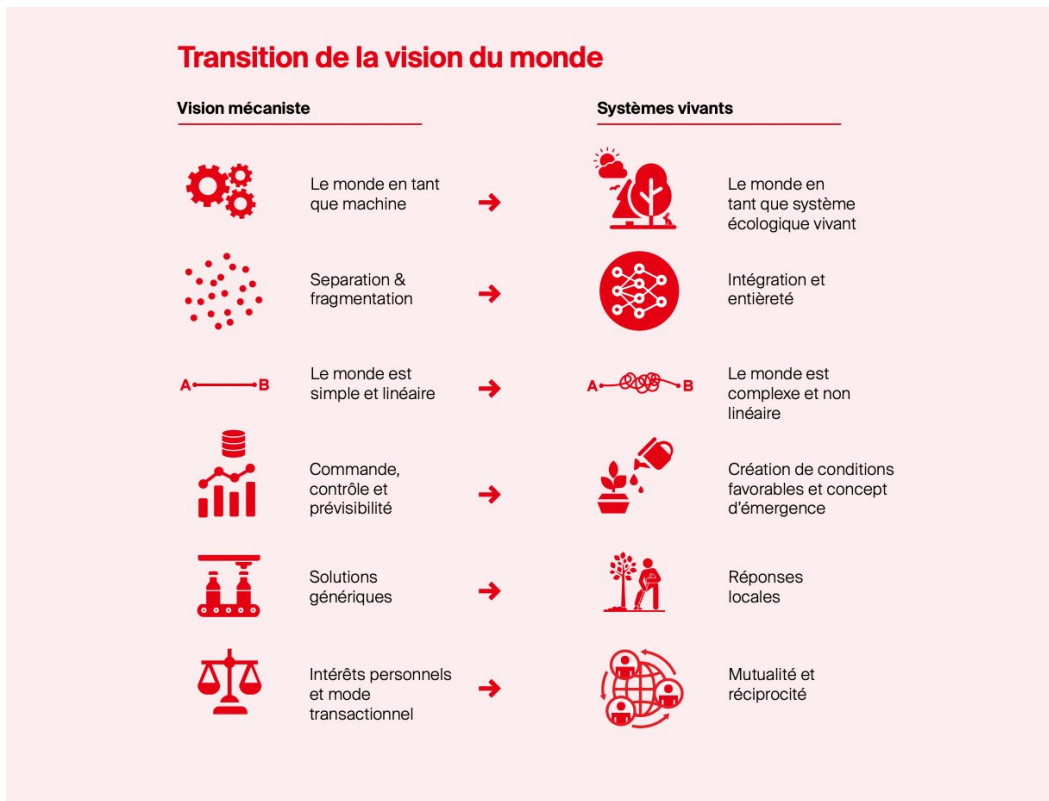 Transition de la vision du monde
Vision mécaniste
Systèmes vivants
Le monde en tant
que machine
Le monde en
tant que système
écologique vivant
Separation &
fragmentation
Intégration et
entièreté
A B
Le monde est
simple et linéaire
A B
Le monde est
complexe et non
linéaire
Commande,
contrôle et
prévisibilité
Création de conditions
favorables et concept
d'émergence
Solutions
génériques
Réponses
locales
Intérêts personnels
et mode
transactionnel
Mutualité et
réciprocité